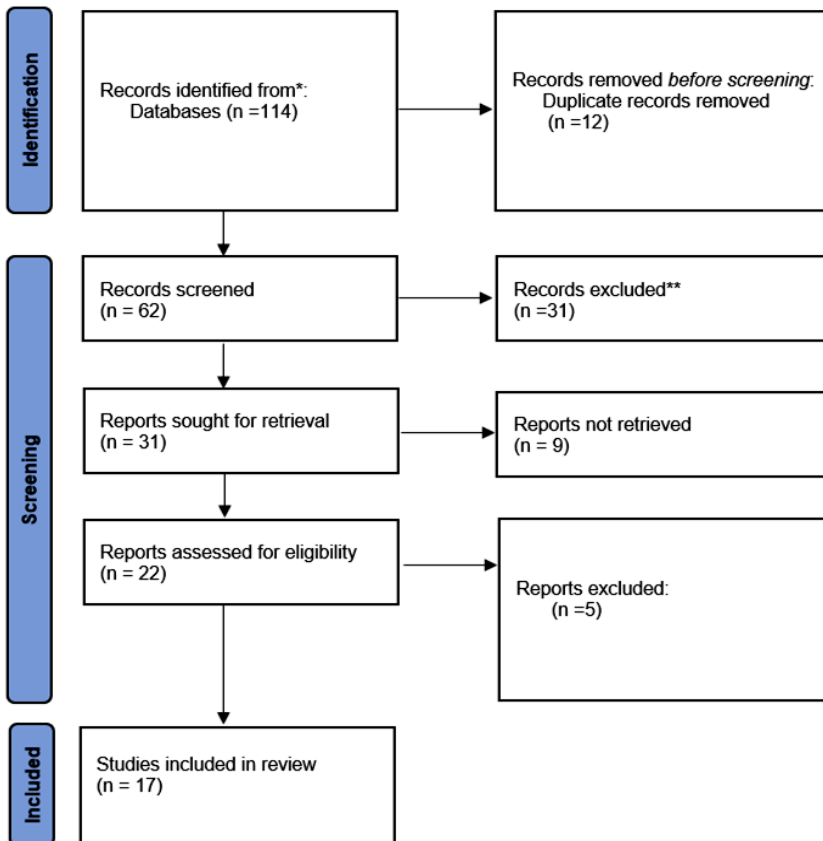 Identification
Records identified from*:
Databases (n =114)
Records removed before screening:
Duplicate records removed
(n =12)
Screening
Records screened
(n = 62)
Records excluded**
(n =31)
Reports sought for retrieval
(n = 31)
Reports not retrieved
(n = 9)
Reports assessed for eligibility
(n = 22)
Reports excluded:
(n =5)
Included
Studies included in review
(n = 17)